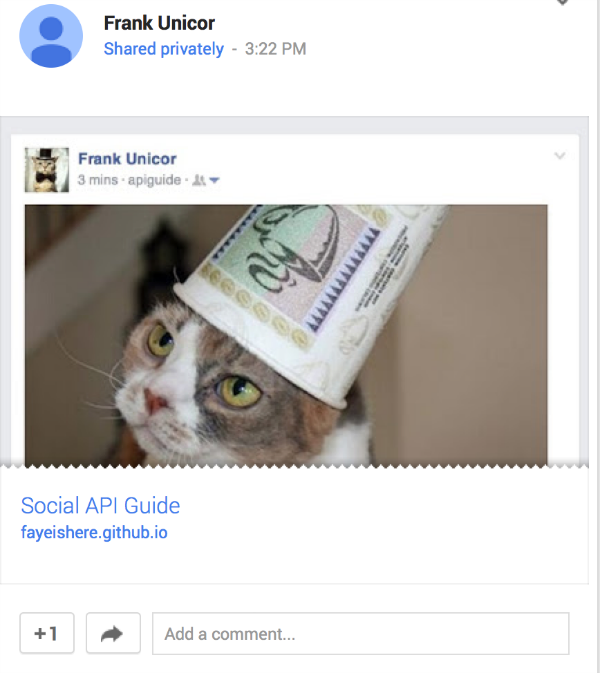 Frank Unicor
Shared privately - 3:22 PM
Frank Unicor
3 mins · apiguide ·
Social API Guide
fayeishere.github.io
+1
Add a comment...